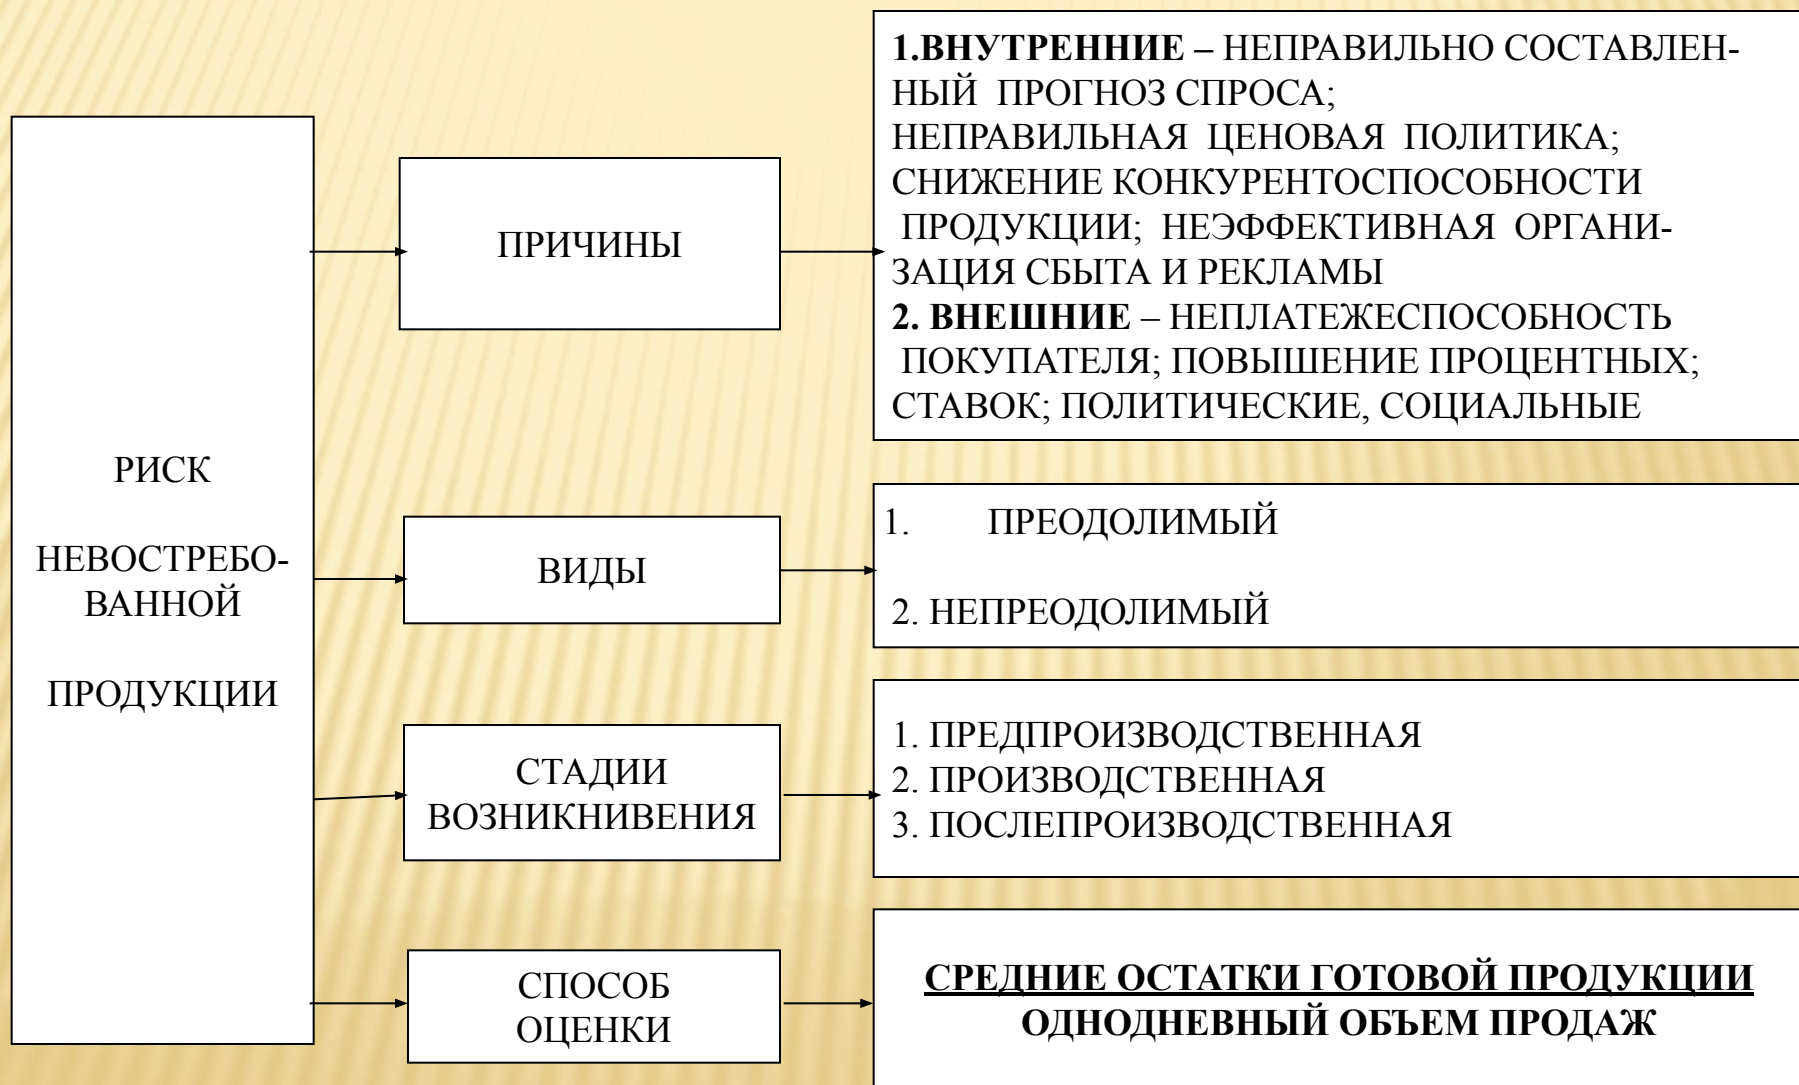 РИСК
НЕВОСТРЕБО-
ВАННОЙ
ПРОДУКЦИИ
ПРИЧИНЫ
1.ВНУТРЕННИЕ – НЕПРАВИЛЬНО СОСТАВЛЕН-
НЫЙ ПРОГНОЗ СПРОСА;
НЕПРАВИЛЬНАЯ ЦЕНОВАЯ ПОЛИТИКА;
СНИЖЕНИЕ КОНКУРЕНТОСПОСОБНОСТИ
ПРОДУКЦИИ; НЕЭФФЕКТИВНАЯ ОРГАНИ-
ЗАЦИЯ СБЫТА И РЕКЛАМЫ
2. ВНЕШНИЕ – НЕПЛАТЕЖЕСПОСОБНОСТЬ
ПОКУПАТЕЛЯ; ПОВЫШЕНИЕ ПРОЦЕНТНЫХ;
СТАВОК; ПОЛИТИЧЕСКИЕ, СОЦИАЛЬНЫЕ
ВИДЫ
1. ПРЕОДОЛИМЫЙ
2. НЕПРЕОДОЛИМЫЙ
СТАДИИ
ВОЗНИКНИВЕНИЯ
1. ПРЕДПРОИЗВОДСТВЕННАЯ
2. ПРОИЗВОДСТВЕННАЯ
3. ПОСЛЕПРОИЗВОДСТВЕННАЯ
СПОСОБ
ОЦЕНКИ
СРЕДНИЕ ОСТАТКИ ГОТОВОЙ ПРОДУКЦИИ
ОДНОДНЕВНЫЙ ОБЪЕМ ПРОДАЖ